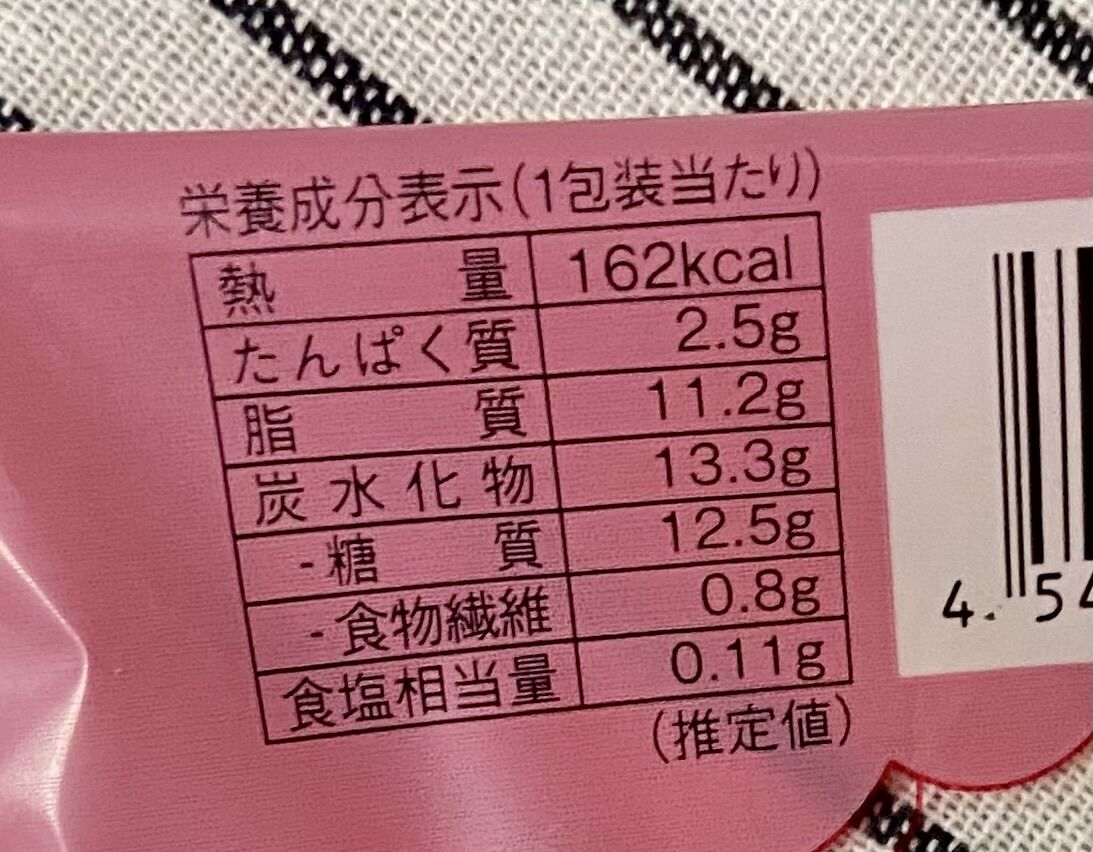 栄養成分表示(1包装当たり)
熱量 162kcal
たんぱく質 2.5g
脂質 11.2g
炭水化物 13.3g
-糖質 12.5g
-食物繊維 0.8g
食塩相当量 0.11g
(推定値)
4 54